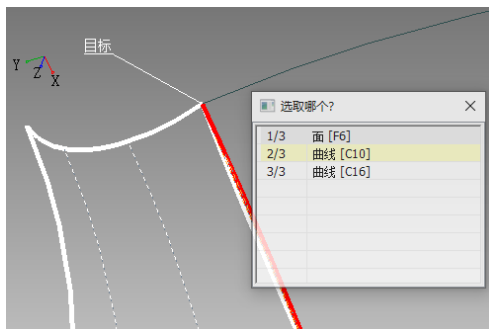 目标
Y
Z
X
选取哪个?
1/3 面 [F6]
2/3 曲线 [C10]
3/3 曲线 [C16]